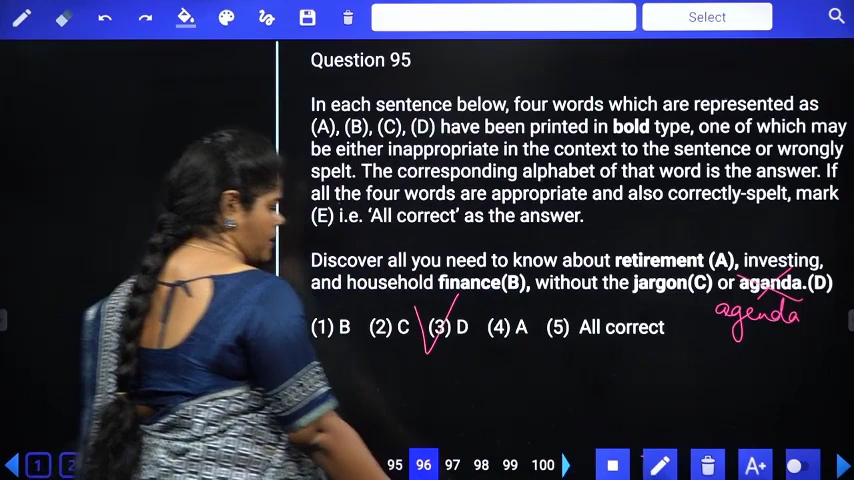 Select
Question 95
In each sentence below, four words which are represented as
(A), (B), (C), (D) have been printed in bold type, one of which may
be either inappropriate in the context to the sentence or wrongly
spelt. The corresponding alphabet of that word is the answer. If
all the four words are appropriate and also correctly-spelt, mark
(E) i.e. ‘All correct’ as the answer.
Discover all you need to know about retirement (A), investing,
and household finance(B), without the jargon(C) or aganda.(D)
agenda
(1) B (2) C (3) D (4) A (5) All correct
1 2 95 96 97 98 99 100 A+